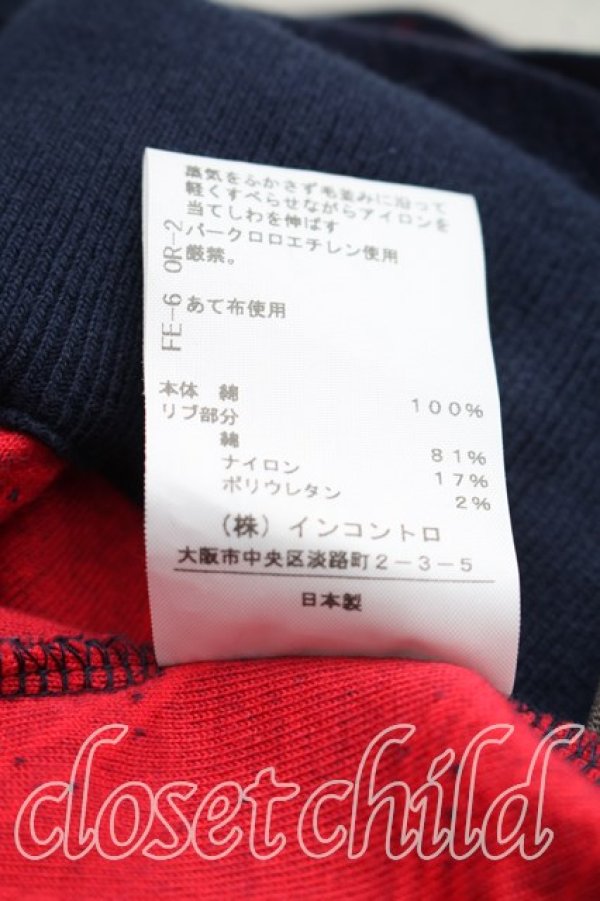 蒸気をふかさず毛並みに沿って
軽くすべらせながらアイロンを
当てしわを伸ばす
パークロロエチレン使用
厳禁。
あて布使用
FE-6 OR-2
本体 綿 100%
リブ部分
綿 81%
ナイロン 17%
ポリウレタン 2%
(株)インコントロ
大阪市中央区淡路町2-3-5
日本製
closet child